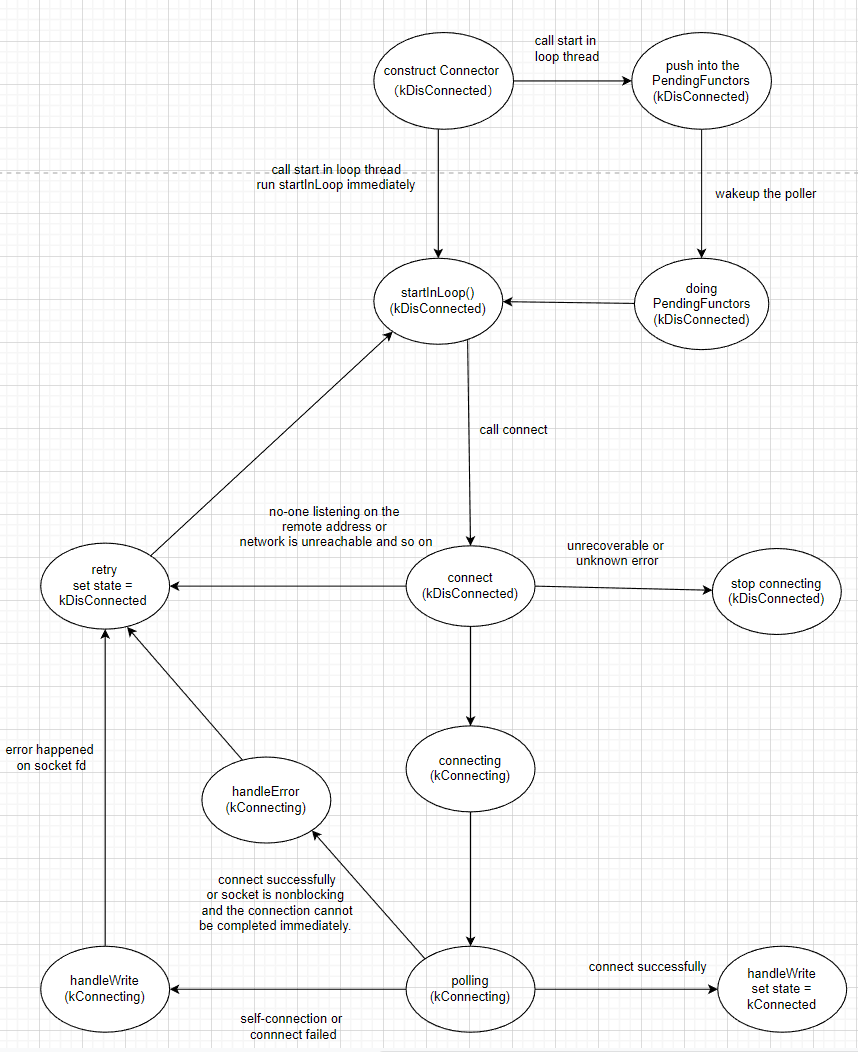 call start in
loop thread
construct Connector
(kDisConnected)
push into the
PendingFunctors
(kDisConnected)
call start in loop thread
run startInLoop immediately
wakeup the poller
startInLoop()
(kDisConnected)
doing
PendingFunctors
(kDisConnected)
call connect
no-one listening on the
remote address or
network is unreachable and so on
unrecoverable or
unknown error
retry
set state =
kDisConnected
connect
(kDisConnected)
stop connecting
(kDisConnected)
error happened
on socket fd
connecting
(kConnecting)
handleError
(kConnecting)
connect successfully
or socket is nonblocking
and the connection cannot
be completed immediately.
handleWrite
(kConnecting)
polling
(kConnecting)
connect successfully
handleWrite
set state =
kConnected
self-connection or
connnect failed